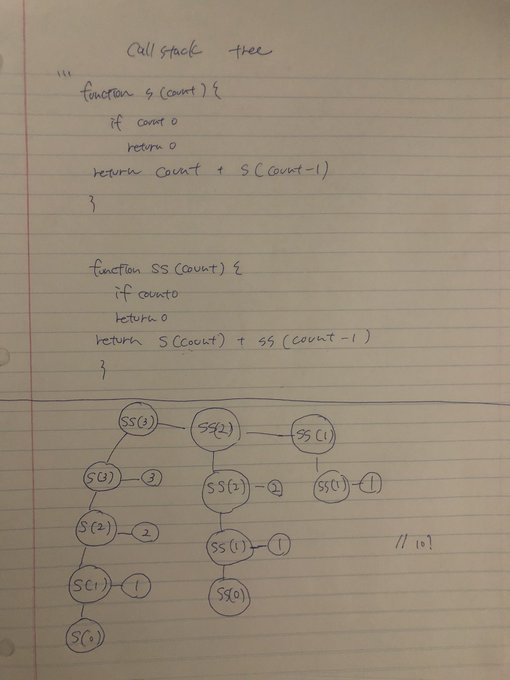 Call stack tree
'''
function s(count) {
if count 0
return 0
return count + S(count-1)
}
function SS(count) {
if count 0
return 0
return S(count) + SS(count-1)
}
SS(3) SS(2) SS(1)
S(3) 3 SS(2) 2 SS(1) 1
S(2) 2 SS(1) 1 // 10?
S(1) 1 SS(0)
S(0)